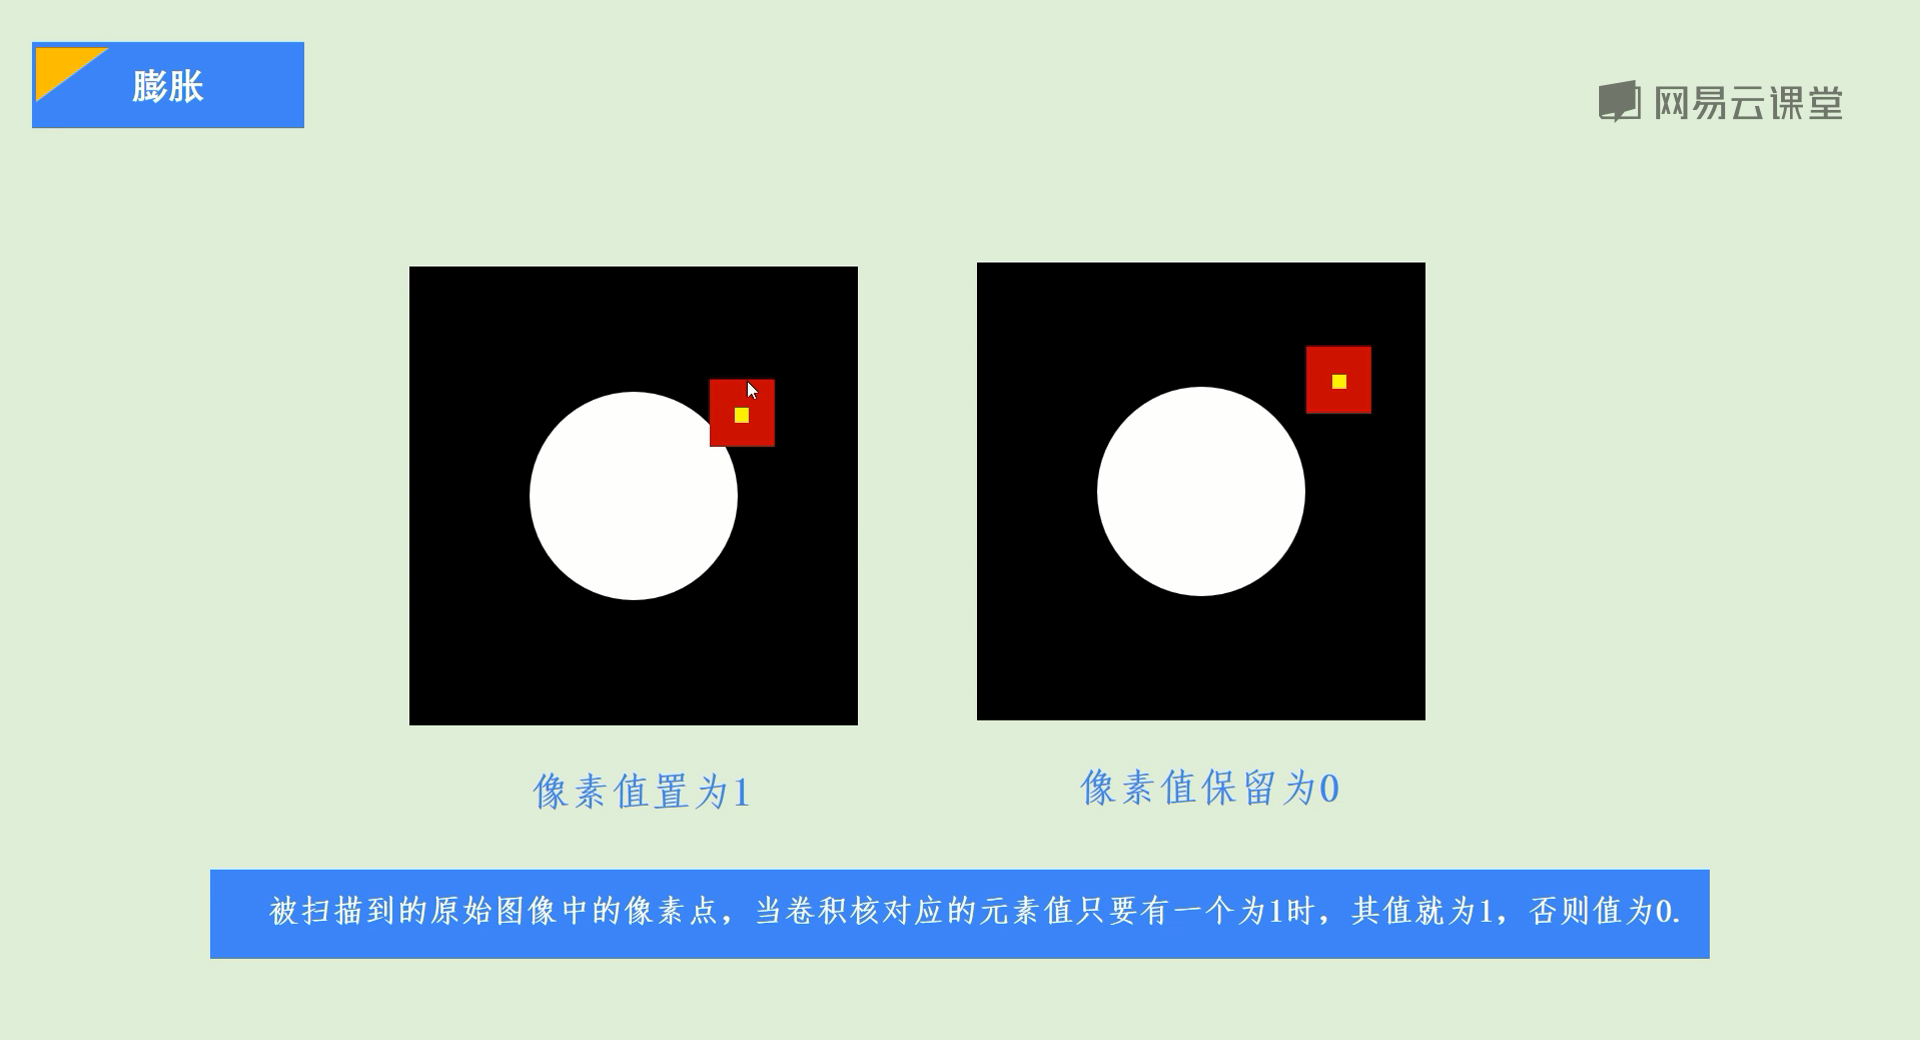 膨胀
网易云课堂
像素值置为1
像素值保留为0
被扫描到的原始图像中的像素点，当卷积核对应的元素值只要有一个为1时，其值就为1，否则值为0.